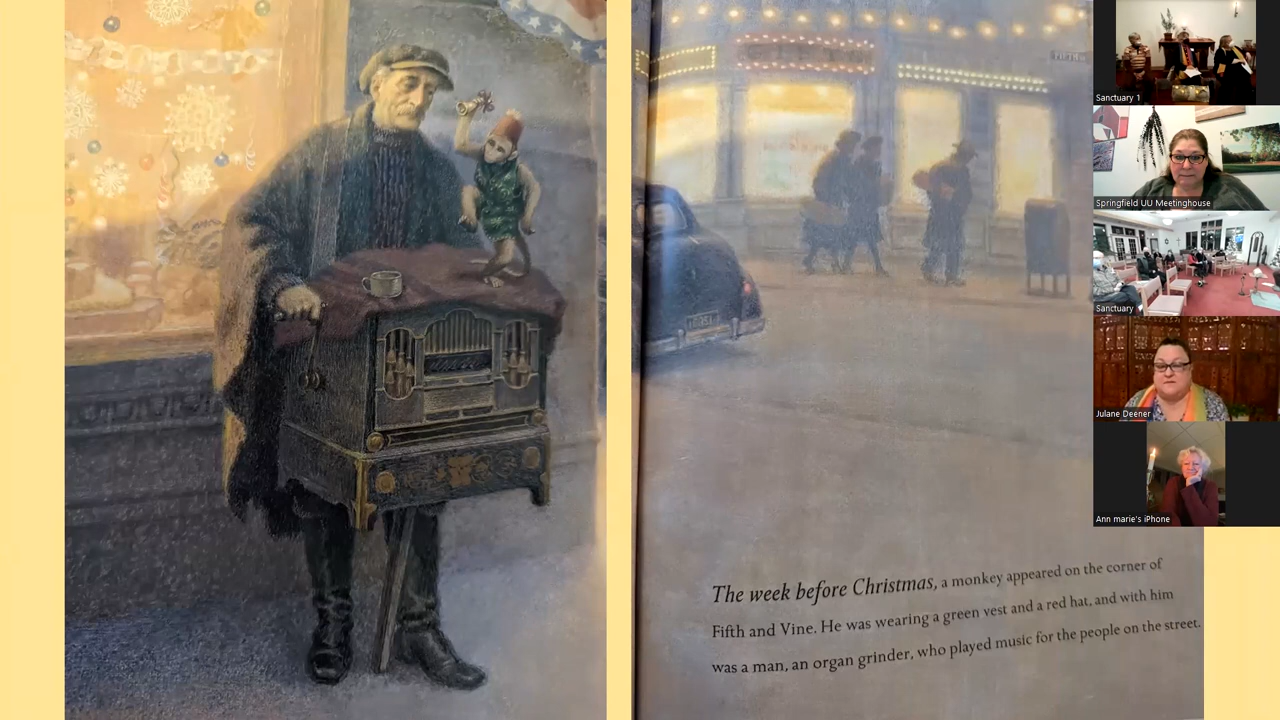 The week before Christmas, a monkey appeared on the corner of
Fifth and Vine. He was wearing a green vest and a red hat, and with him
was a man, an organ grinder, who played music for the people on the street.
FIFTH
Sanctuary 1
Springfield UU Meetinghouse
Sanctuary
Julane Deener
Ann marie's iPhone